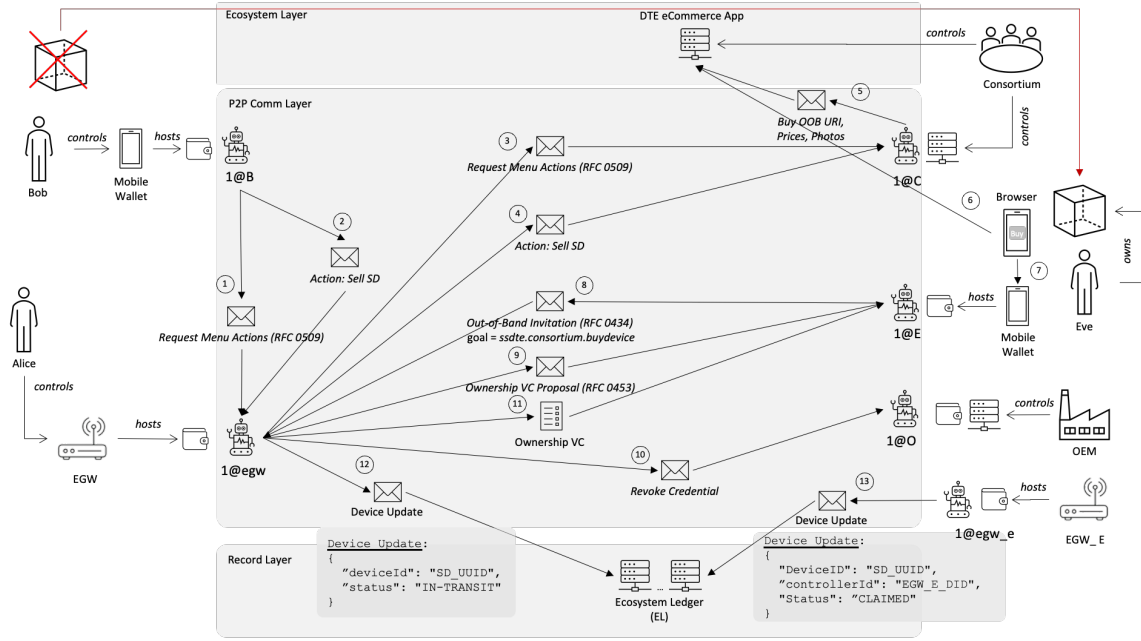 Ecosystem Layer
DTE eCommerce App
controls
Consortium
controls
P2P Comm Layer
5
Buy OOB URI,
Prices, Photos
Bob
controls
Mobile
Wallet
hosts
1@B
3
Request Menu Actions (RFC 0509)
1@C
2
Action: Sell SD
4
Action: Sell SD
6
Browser
Buy
7
owns
Eve
1
Request Menu Actions (RFC 0509)
8
Out-of-Band Invitation (RFC 0434)
goal = ssdte.consortium.buydevice
1@E
hosts
Mobile
Wallet
Alice
controls
EGW
hosts
1@egw
9
Ownership VC Proposal (RFC 0453)
11
Ownership VC
1@O
controls
OEM
10
Revoke Credential
12
Device Update
13
Device Update
1@egw_e
hosts
EGW_ E
Record Layer
Device Update:
{
”deviceId": "SD_UUID",
”status": "IN-TRANSIT"
}
Ecosystem Ledger
(EL)
...
Device Update:
{
"DeviceID": "SD_UUID",
"controllerId": "EGW_E_DID",
"Status": ”CLAIMED"
}